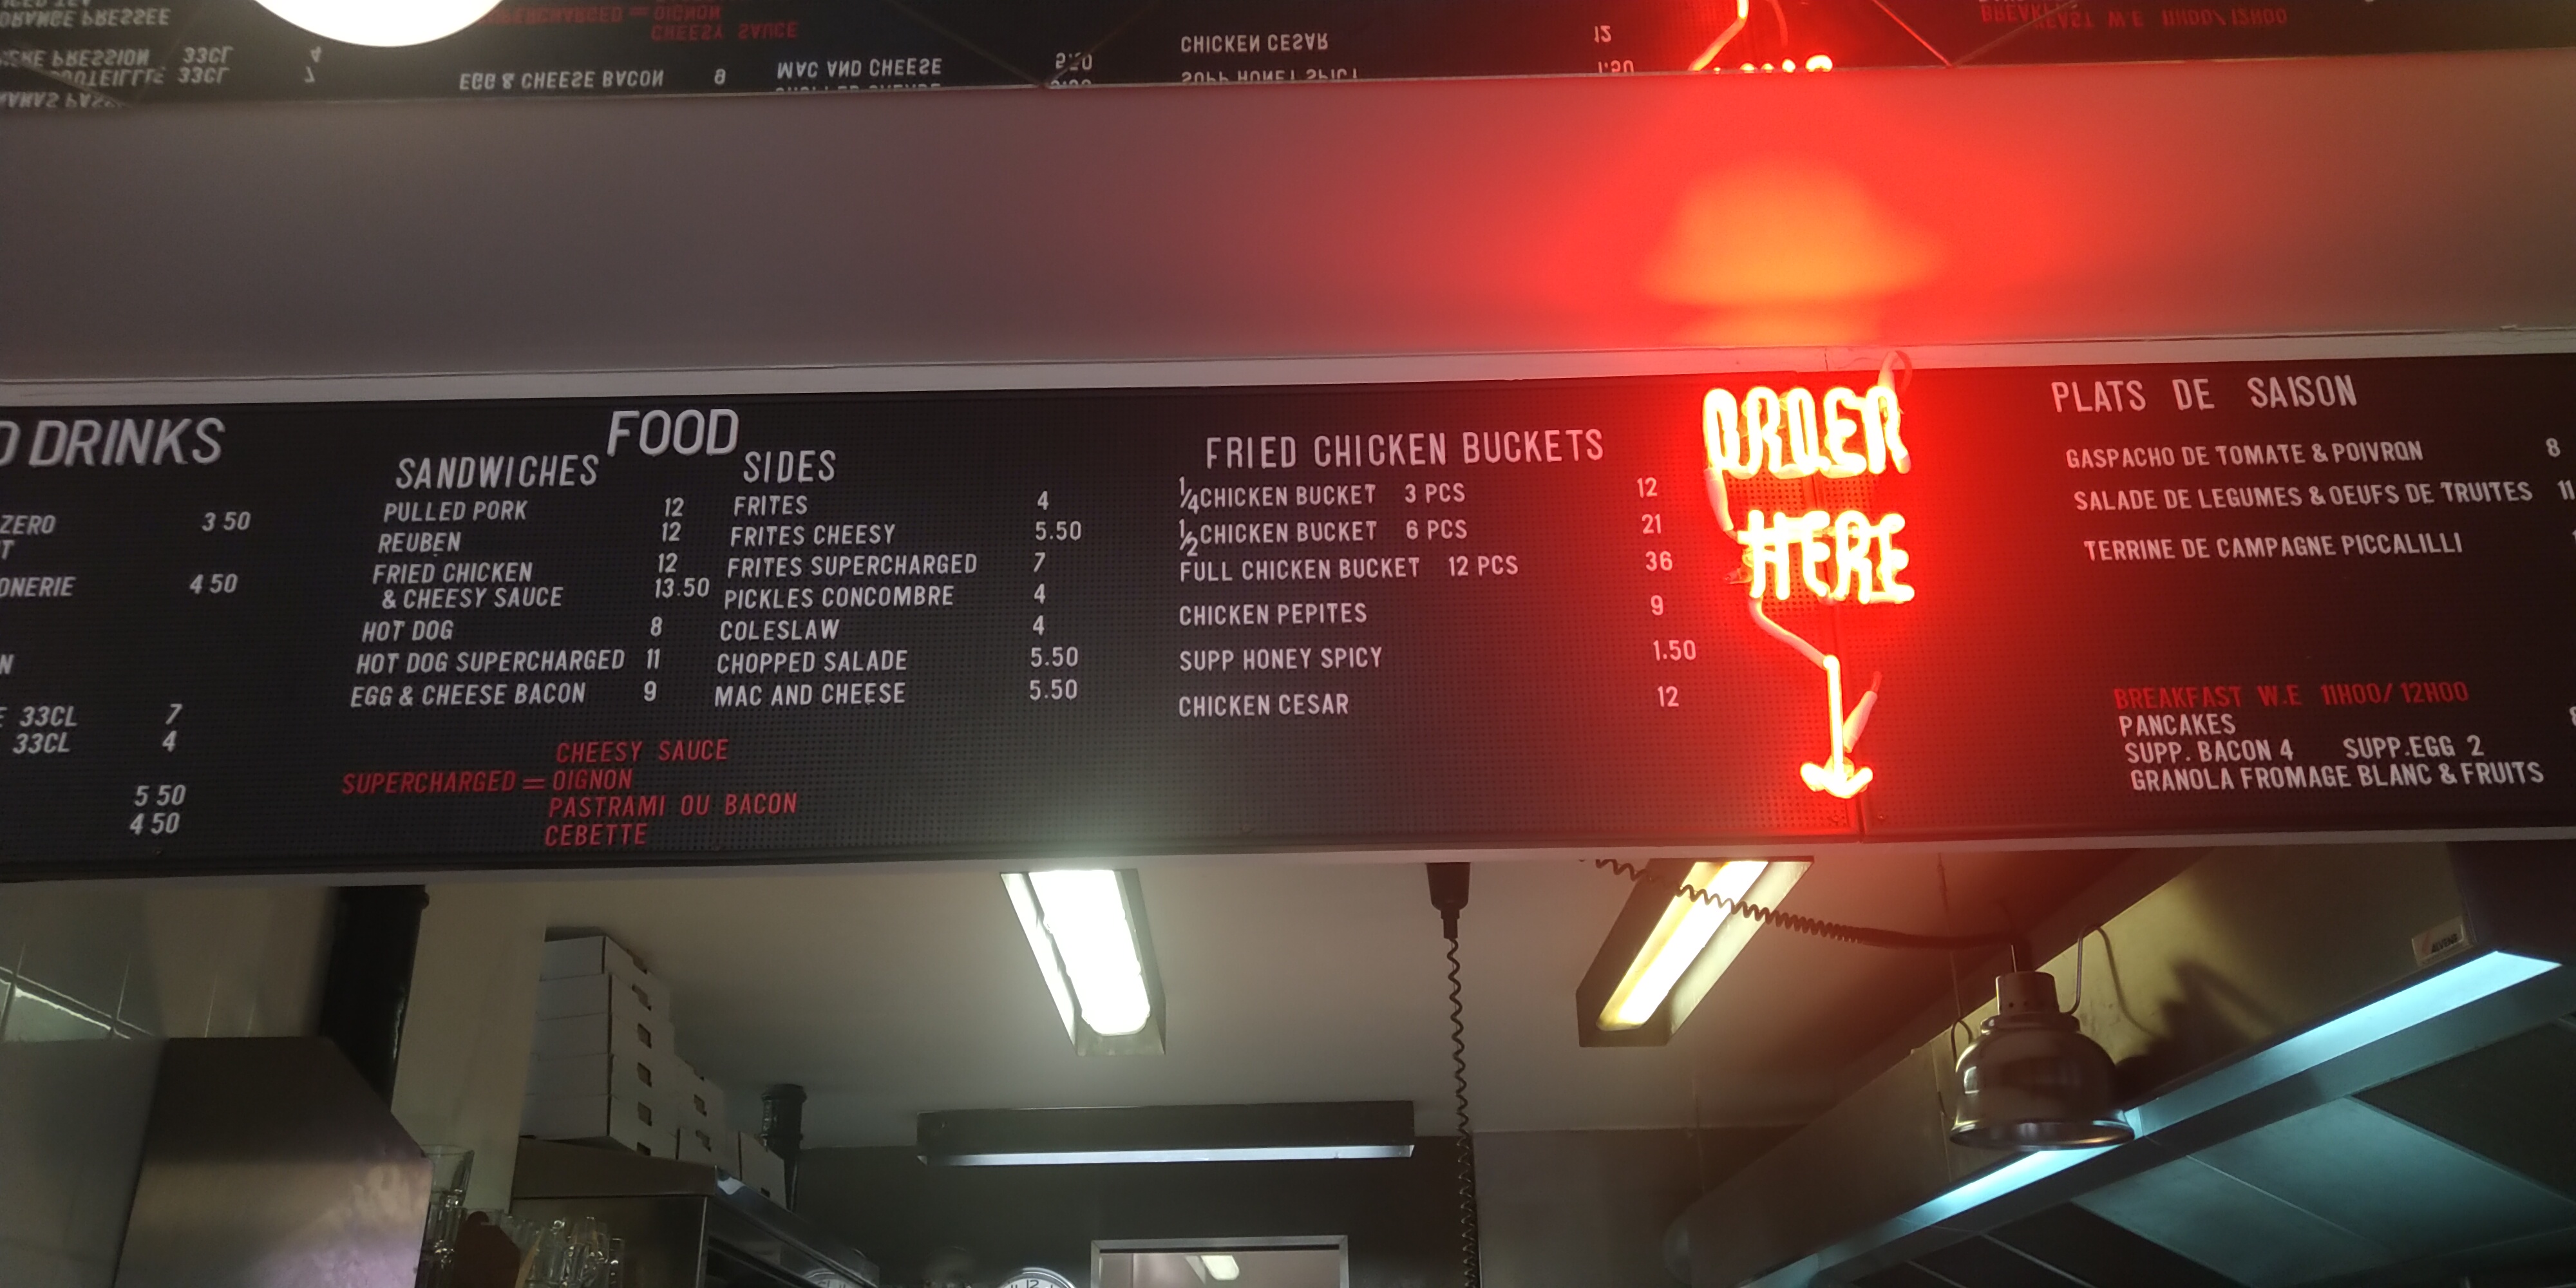 DRINKS
ZERO 3 50
ONERIE 4 50
33CL 7
33CL 4
5 50
4 50
FOOD
SANDWICHES
PULLED PORK 12
REUBEN 12
FRIED CHICKEN 12
& CHEESY SAUCE 13.50
HOT DOG 8
HOT DOG SUPERCHARGED 11
EGG & CHEESE BACON 9
SIDES
FRITES 4
FRITES CHEESY 5.50
FRITES SUPERCHARGED 7
PICKLES CONCOMBRE 4
COLESLAW 4
CHOPPED SALADE 5.50
MAC AND CHEESE 5.50
CHEESY SAUCE
SUPERCHARGED = OIGNON
PASTRAMI OU BACON
CEBETTE
FRIED CHICKEN BUCKETS
1/4 CHICKEN BUCKET 3 PCS 12
1/2 CHICKEN BUCKET 6 PCS 21
FULL CHICKEN BUCKET 12 PCS 36
CHICKEN PEPITES 9
SUPP HONEY SPICY 1.50
CHICKEN CESAR 12
ORDER
HERE
PLATS DE SAISON
GASPACHO DE TOMATE & POIVRON 8
SALADE DE LEGUMES & OEUFS DE TRUITES 11
TERRINE DE CAMPAGNE PICCALILLI
BREAKFAST W.E 11H00/12H00
PANCAKES
SUPP. BACON 4 SUPP.EGG 2
GRANOLA FROMAGE BLANC & FRUITS